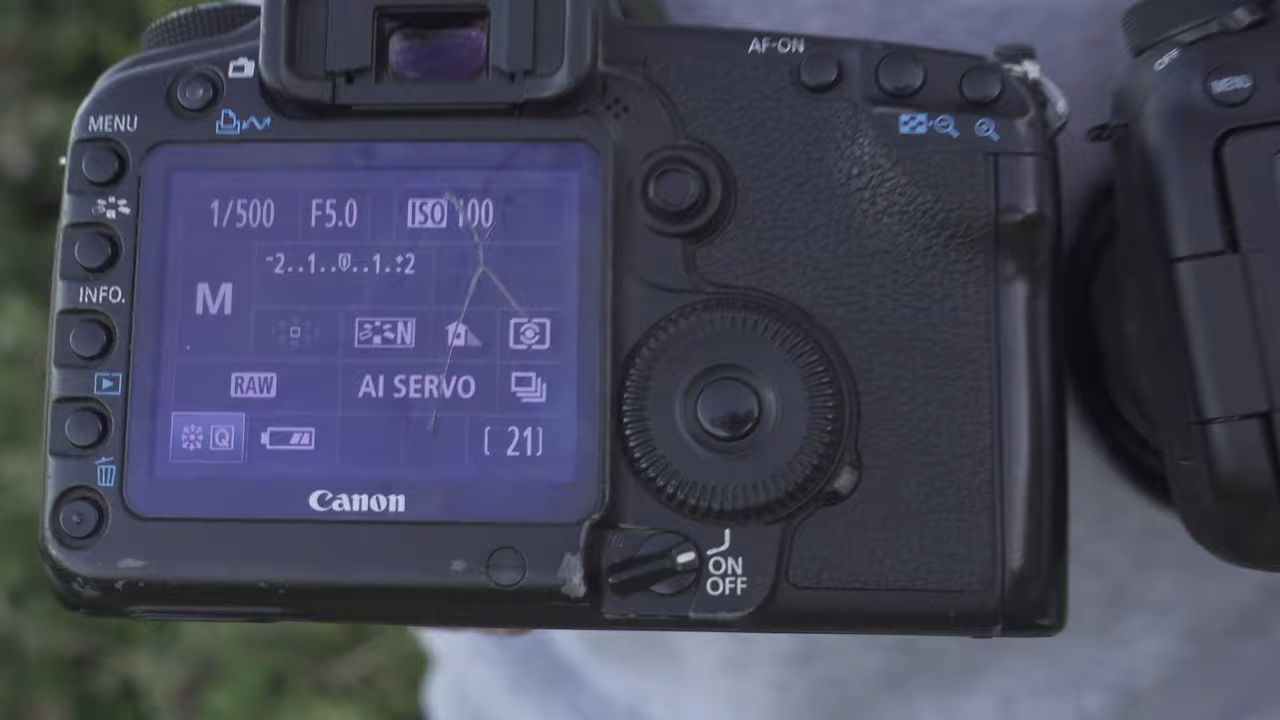 AF-ON
OFF
MENU
MENU
1/500 F5.0 ISO 100
-2..1..0..1.:+2
M
N
INFO.
RAW AI SERVO
Q [ 21]
Canon
ON
OFF